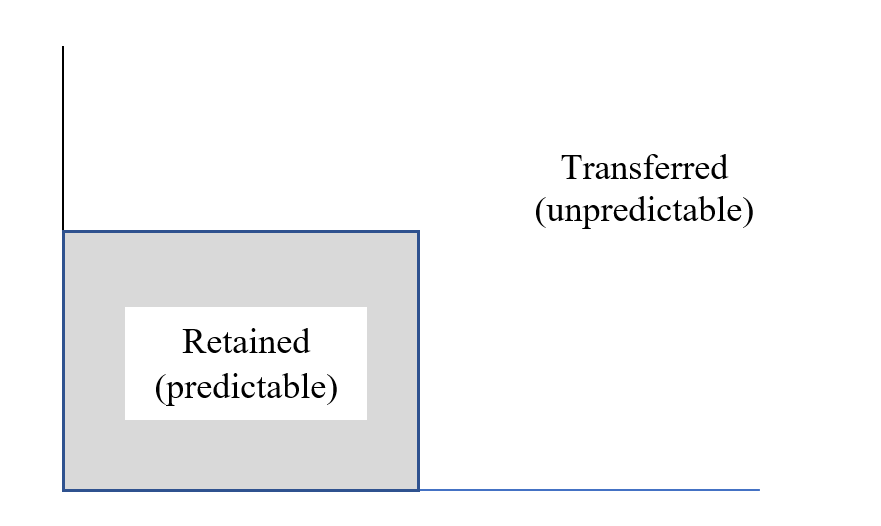 Transferred
(unpredictable)
Retained
(predictable)